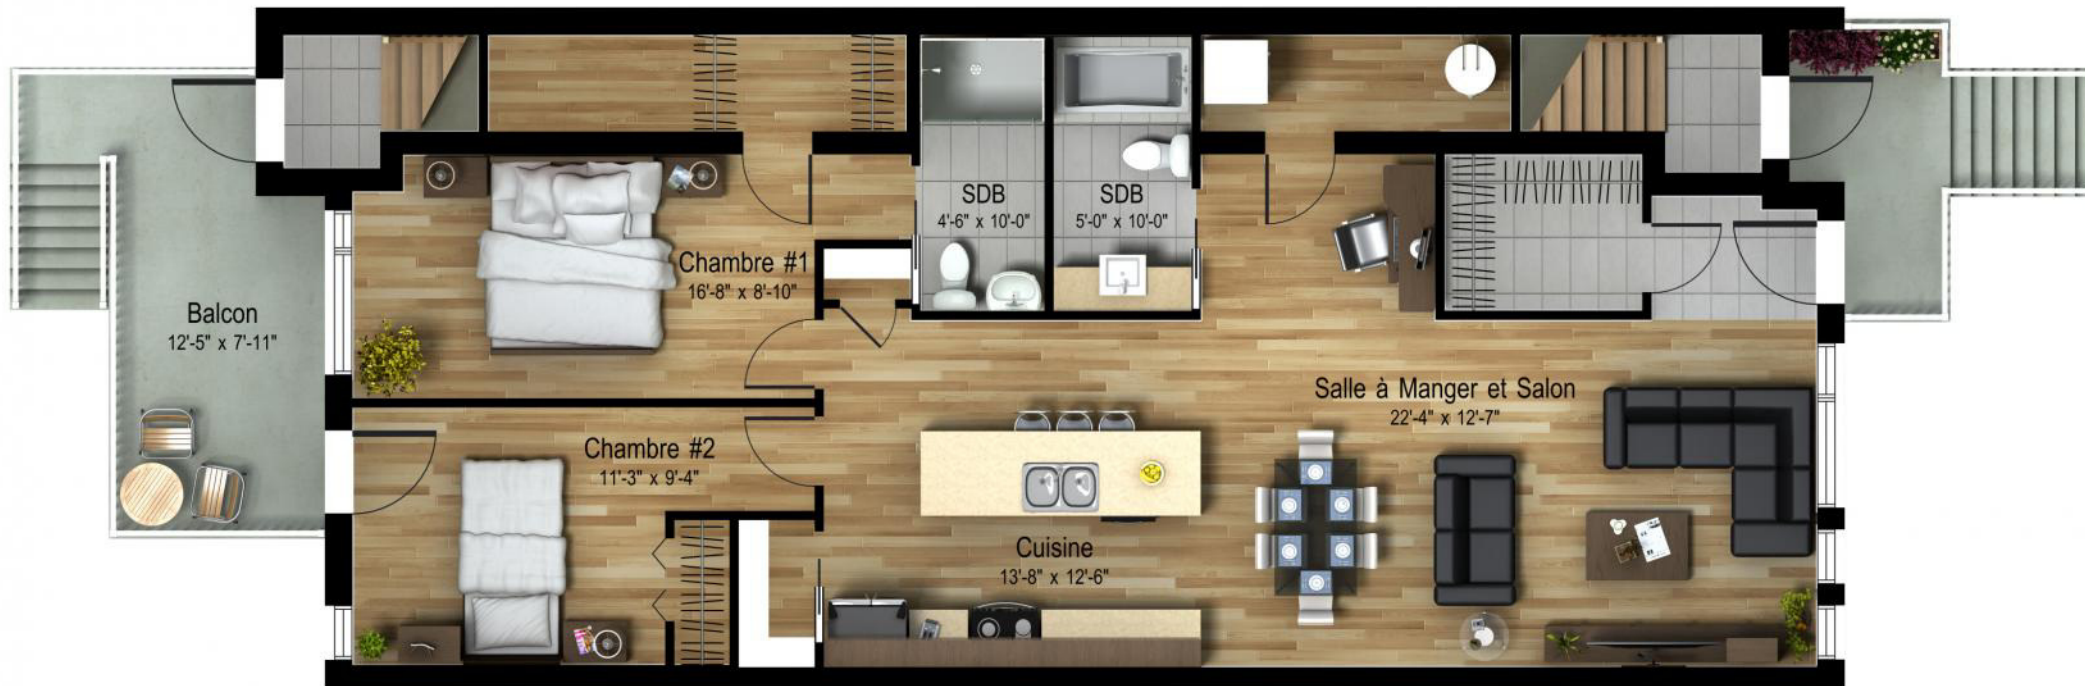 SDB
4'-6" x 10'-0"
SDB
5'-0" x 10'-0"
Chambre #1
16'-8" x 8'-10"
Balcon
12'-5" x 7'-11"
Salle à Manger et Salon
22'-4" x 12'-7"
Chambre #2
11'-3" x 9'-4"
Cuisine
13'-8" x 12'-6"